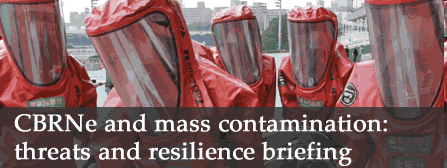 CBRNe and mass contamination:
threats and resilience briefing